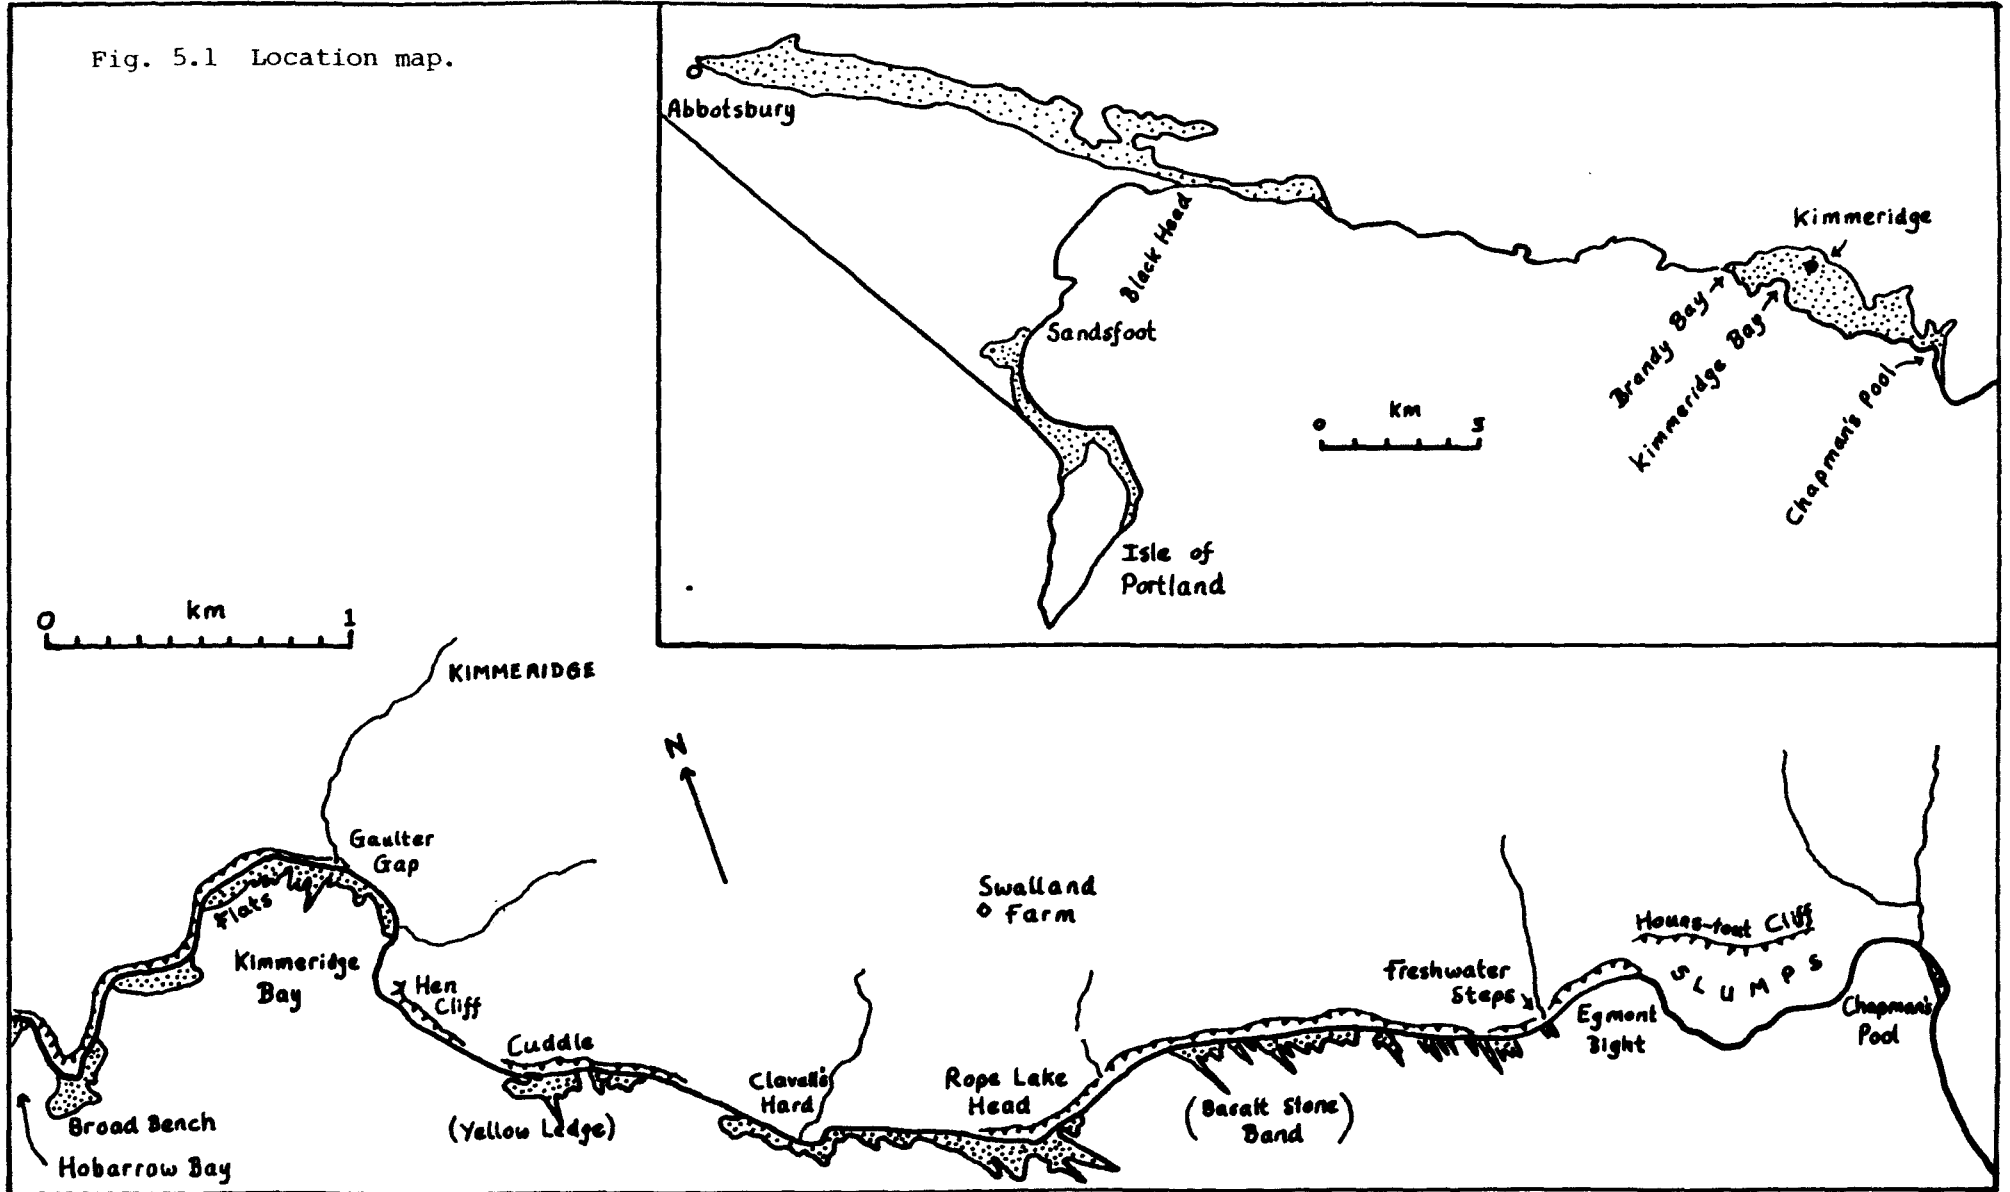 Fig. 5.1 Location map.
Abbotsbury
Black Head
Sandsfoot
Isle of
Portland
Kimmeridge
Brandy Bay
Kimmeridge Bay
Chapman's Pool
0 km 5
0 km 1
KIMMERIDGE
N
Gaulter
Gap
Flats
Kimmeridge
Bay
Hen
Cliff
Broad Bench
Hobarrow Bay
Cuddle
(Yellow Ledge)
Clavell's
Hard
Swalland
Farm
Rope Lake
Head
(Basalt Stone
Band)
Freshwater
Steps
Egmont
Bight
Houns-tout Cliff
SLUMPS
Chapman's
Pool